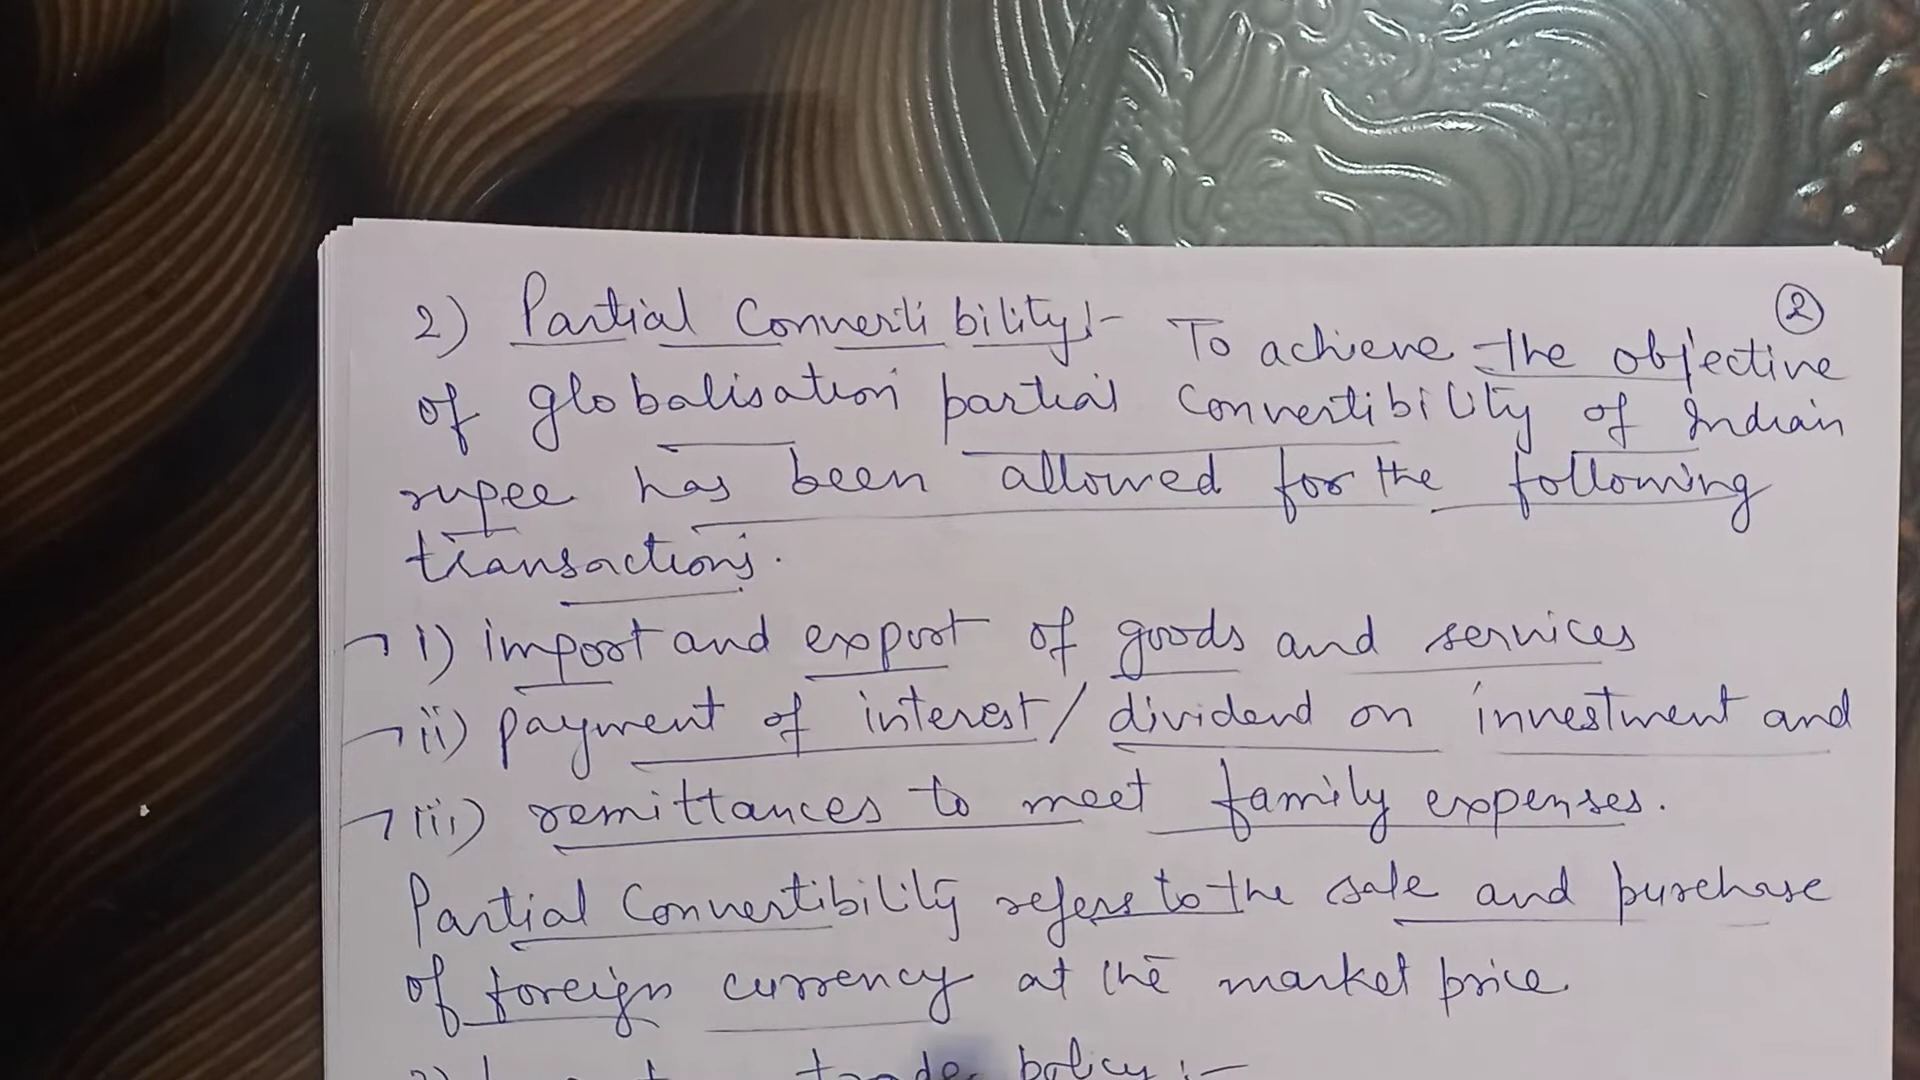 2
2) Partial Convertibility:- To achieve the objective
of globalisation partial convertibility of Indian
rupee has been allowed for the following
transactions.
i) import and export of goods and services
ii) payment of interest/ dividend on investment and
iii) remittances to meet family expenses.
Partial Convertibility refers to the sale and purchase
of foreign currency at the market price.
trade policy:-